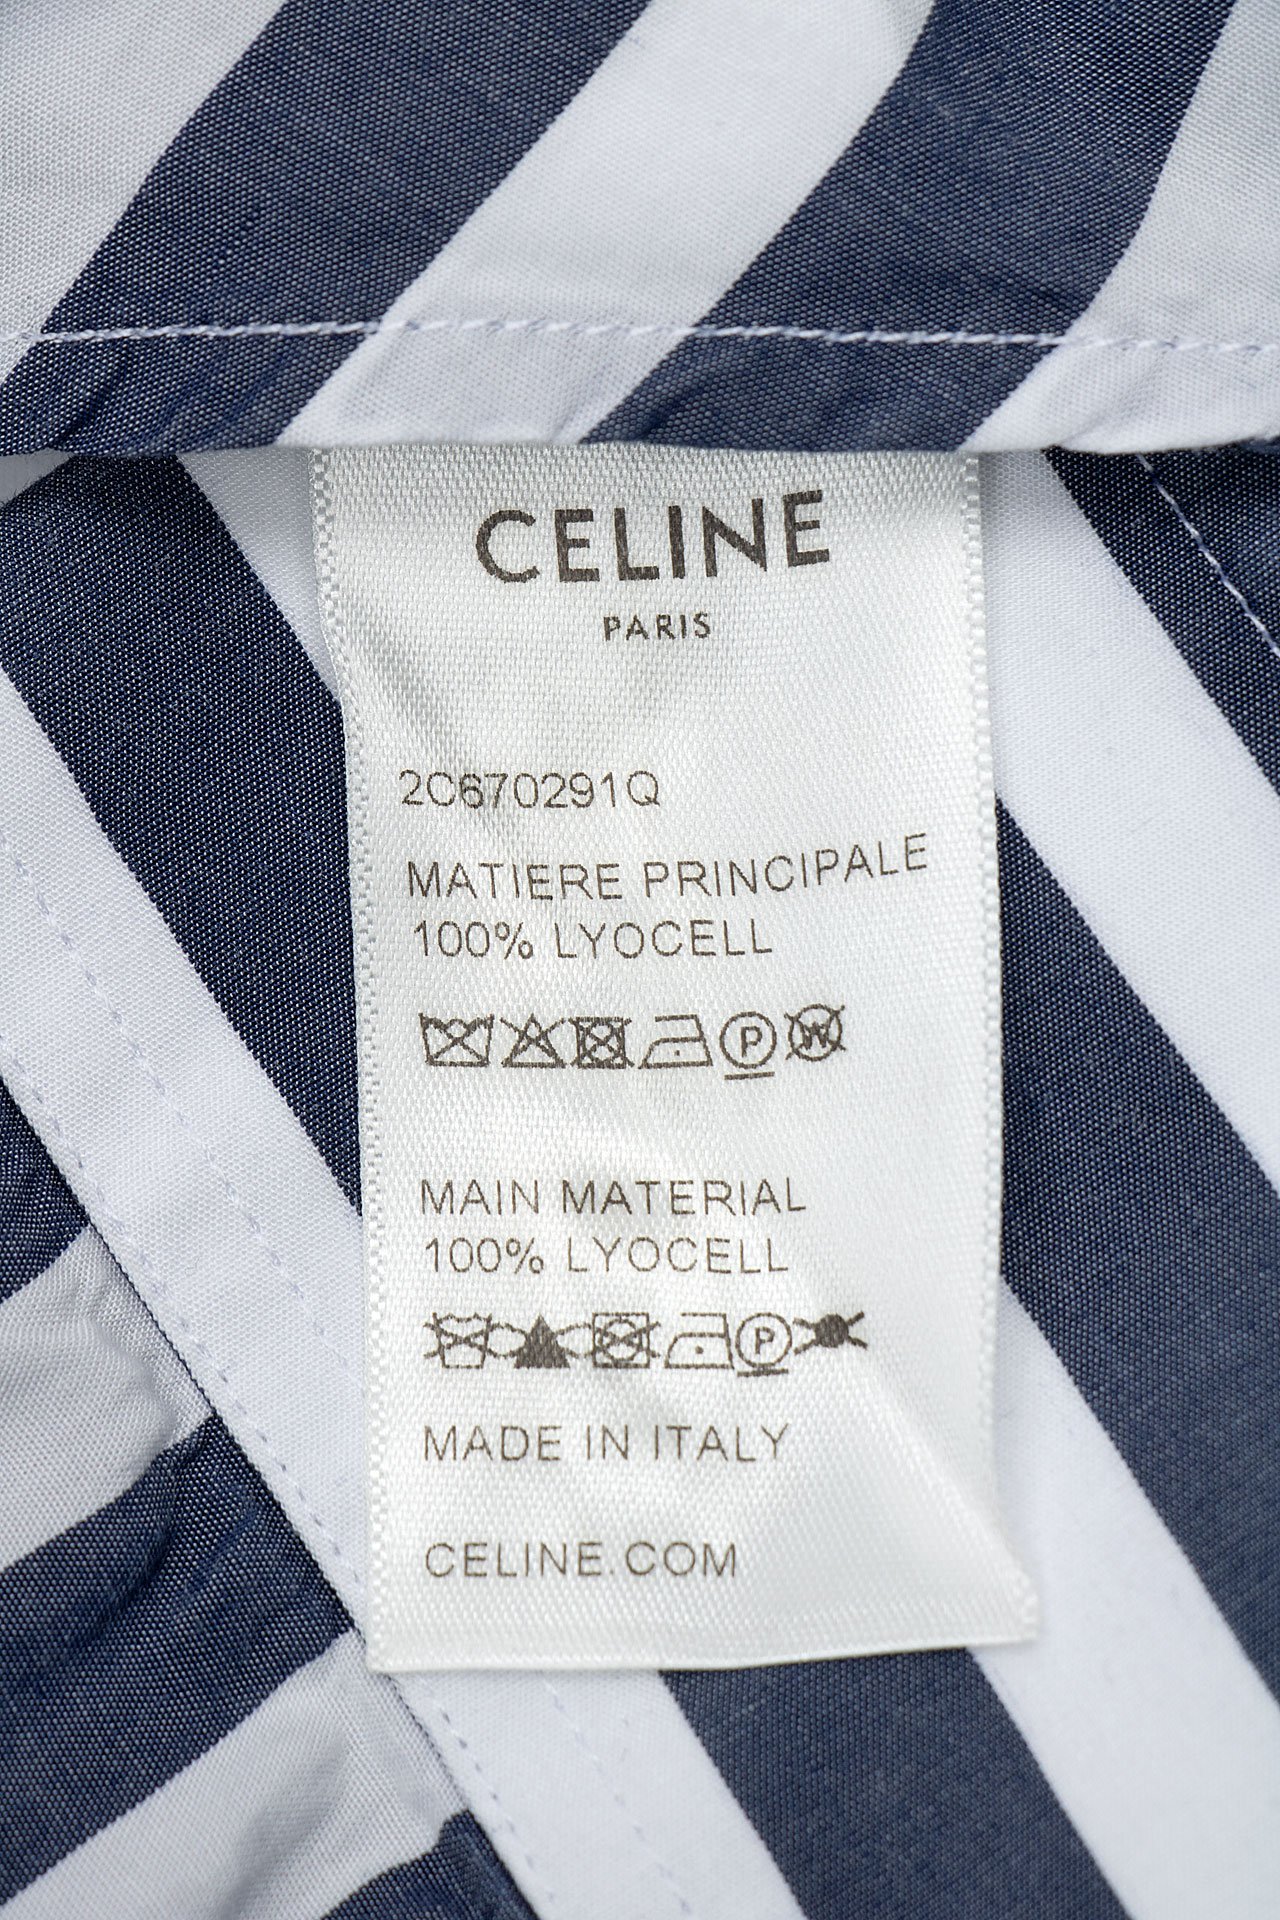 CELINE
PARIS
2C670291Q
MATIERE PRINCIPALE
100% LYOCELL
P W
MAIN MATERIAL
100% LYOCELL
P
MADE IN ITALY
CELINE.COM